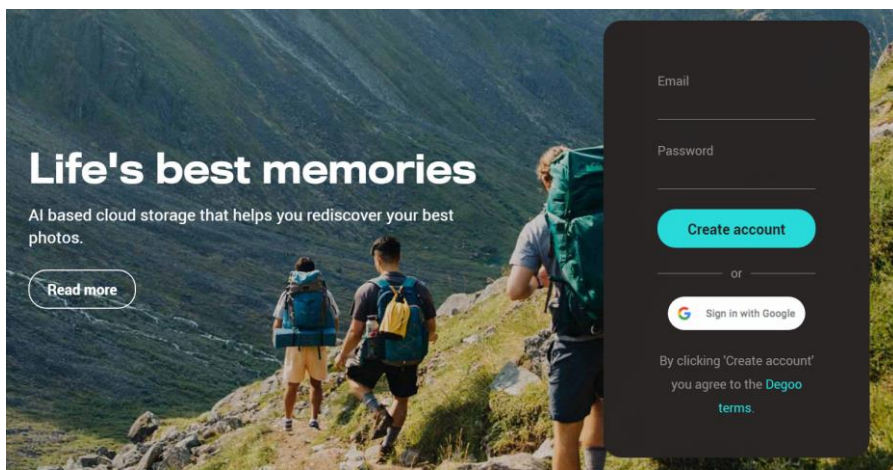 Life's best memories
AI based cloud storage that helps you rediscover your best
photos.
Read more
Email
Password
Create account
or
Sign in with Google
By clicking 'Create account'
you agree to the Degoo
terms.